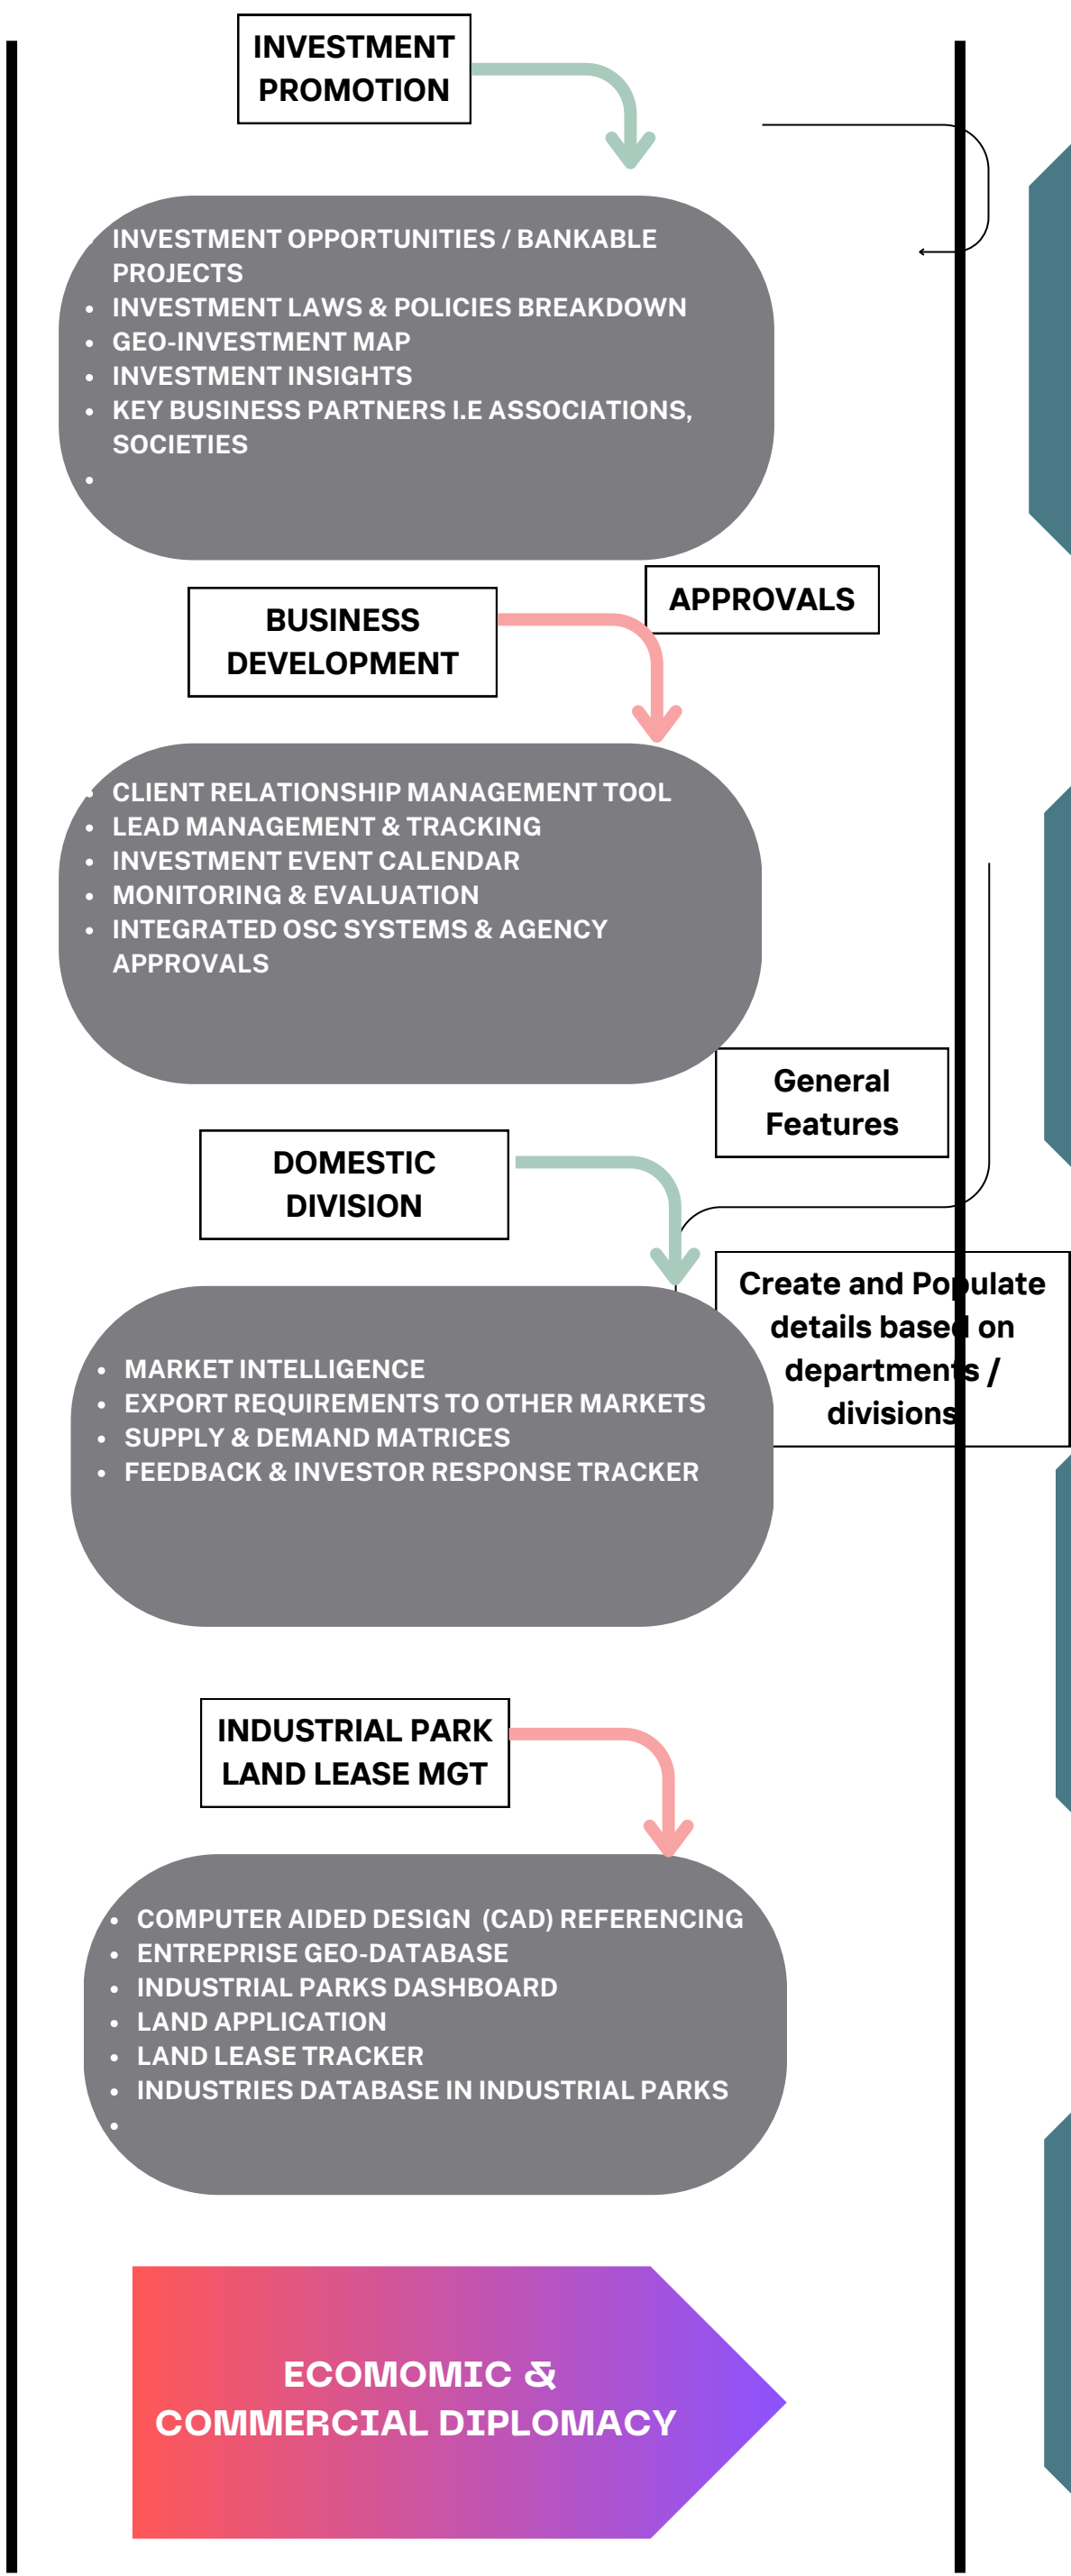 INVESTMENT
PROMOTION
INVESTMENT OPPORTUNITIES / BANKABLE
PROJECTS
INVESTMENT LAWS & POLICIES BREAKDOWN
GEO-INVESTMENT MAP
INVESTMENT INSIGHTS
KEY BUSINESS PARTNERS I.E ASSOCIATIONS,
SOCIETIES
APPROVALS
BUSINESS
DEVELOPMENT
CLIENT RELATIONSHIP MANAGEMENT TOOL
LEAD MANAGEMENT & TRACKING
INVESTMENT EVENT CALENDAR
MONITORING & EVALUATION
INTEGRATED OSC SYSTEMS & AGENCY
APPROVALS
General
Features
DOMESTIC
DIVISION
Create and Populate
details based on
departments /
divisions
MARKET INTELLIGENCE
EXPORT REQUIREMENTS TO OTHER MARKETS
SUPPLY & DEMAND MATRICES
FEEDBACK & INVESTOR RESPONSE TRACKER
INDUSTRIAL PARK
LAND LEASE MGT
COMPUTER AIDED DESIGN (CAD) REFERENCING
ENTREPRISE GEO-DATABASE
INDUSTRIAL PARKS DASHBOARD
LAND APPLICATION
LAND LEASE TRACKER
INDUSTRIES DATABASE IN INDUSTRIAL PARKS
ECOMOMIC &
COMMERCIAL DIPLOMACY